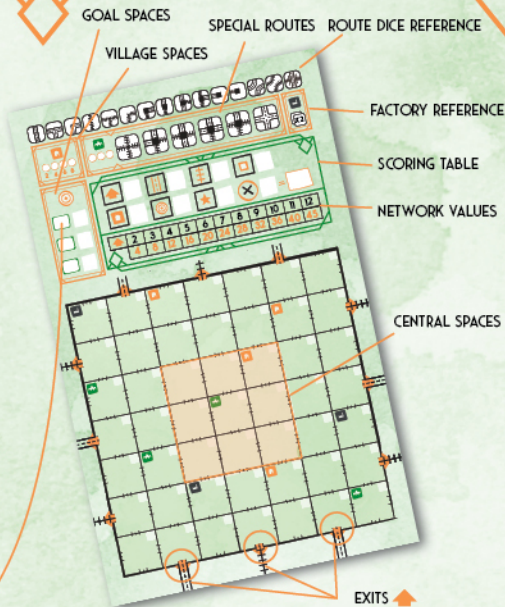 GOAL SPACES
SPECIAL ROUTES
ROUTE DICE REFERENCE
VILLAGE SPACES
FACTORY REFERENCE
SCORING TABLE
NETWORK VALUES
2 3 4 5 6 7 8 9 10 11 12
4 8 12 16 20 24 28 32 36 40 45
CENTRAL SPACES
EXITS